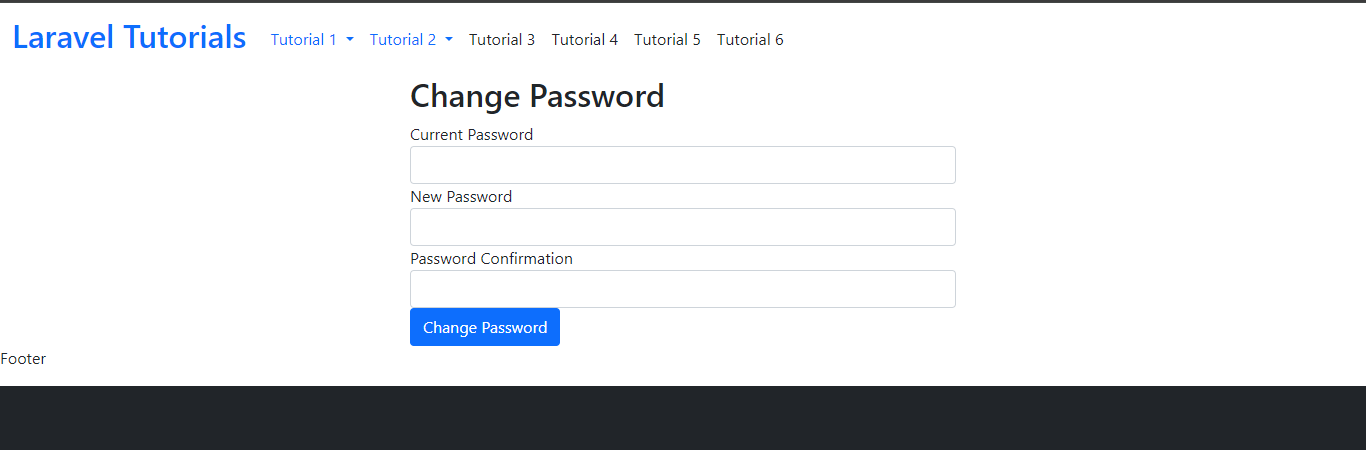 Laravel Tutorials Tutorial 1 Tutorial 2 Tutorial 3 Tutorial 4 Tutorial 5 Tutorial 6
Change Password
Current Password
New Password
Password Confirmation
Change Password
Footer